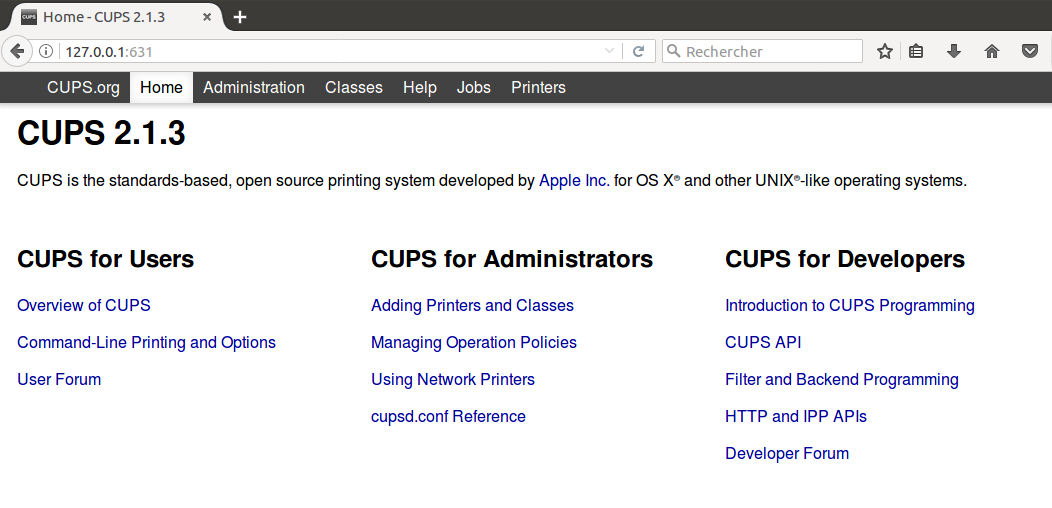 CUPS Home - CUPS 2.1.3
127.0.0.1:631 Rechercher
CUPS.org Home Administration Classes Help Jobs Printers
CUPS 2.1.3
CUPS is the standards-based, open source printing system developed by Apple Inc. for OS X® and other UNIX®-like operating systems.
CUPS for Users
Overview of CUPS
Command-Line Printing and Options
User Forum
CUPS for Administrators
Adding Printers and Classes
Managing Operation Policies
Using Network Printers
cupsd.conf Reference
CUPS for Developers
Introduction to CUPS Programming
CUPS API
Filter and Backend Programming
HTTP and IPP APIs
Developer Forum